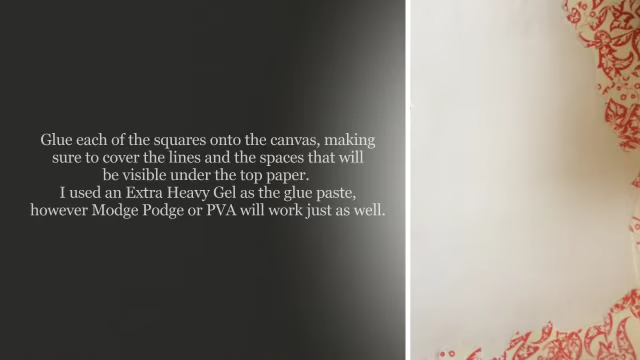 Glue each of the squares onto the canvas, making
sure to cover the lines and the spaces that will
be visible under the top paper.
I used an Extra Heavy Gel as the glue paste,
however Modge Podge or PVA will work just as well.